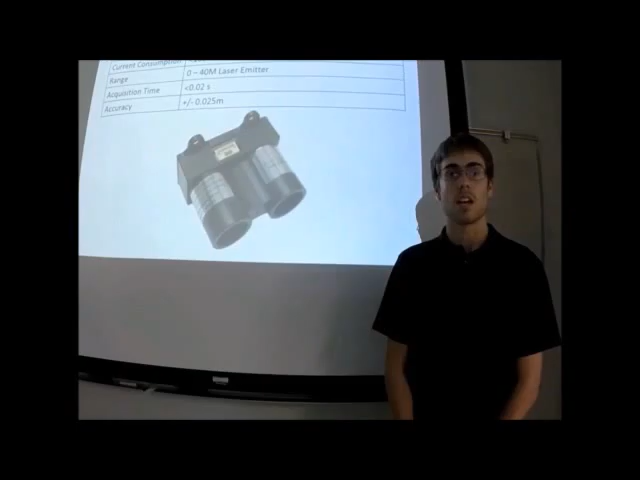 Current Consumption
Range 0 – 40M Laser Emitter
Acquisition Time <0.02 s
Accuracy +/- 0.025m